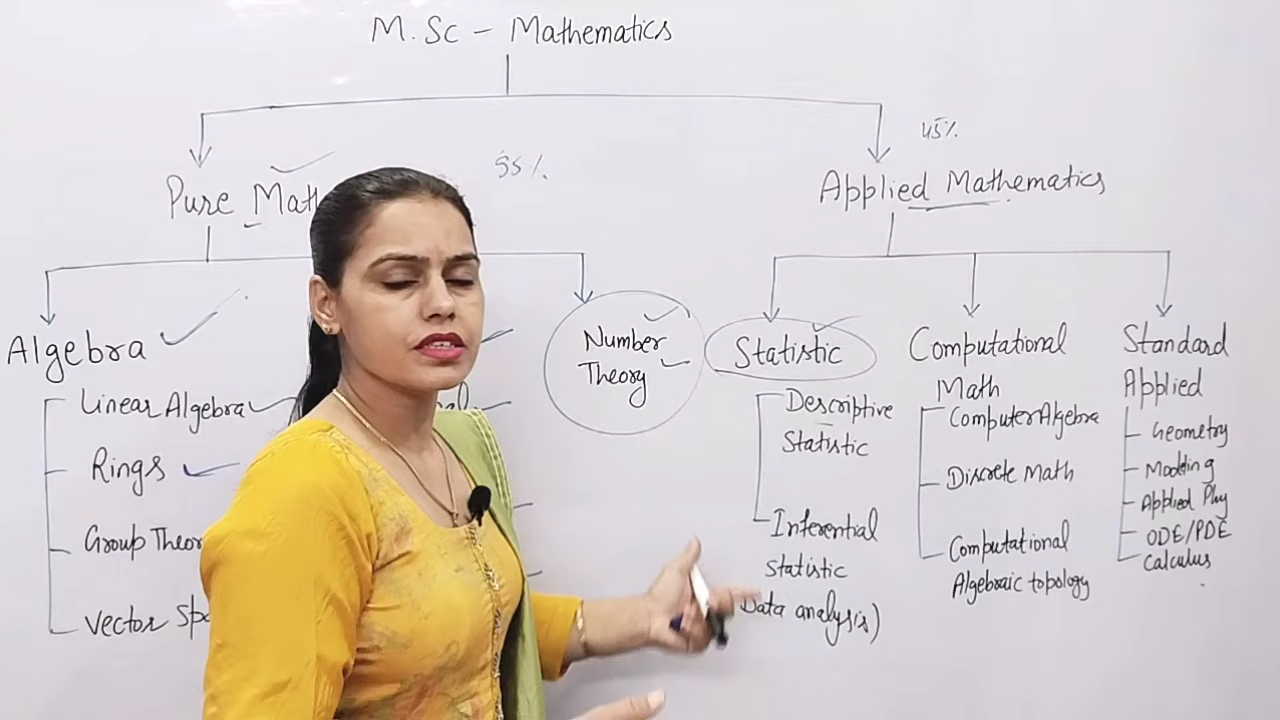 M.Sc - Mathematics
45%
55%
Pure Math
Applied Mathematics
Algebra
Linear Algebra
Rings
Group Theor
Vector Spa
Number
Theory
Statistic
Descriptive
Statistic
Inferential
Statistic
Data analysis)
Computational
Math
Computer Algebra
Discrete Math
Computational
Algebraic topology
Standard
Applied
Geometry
Applied Phy
ODE/PDE
Calculus